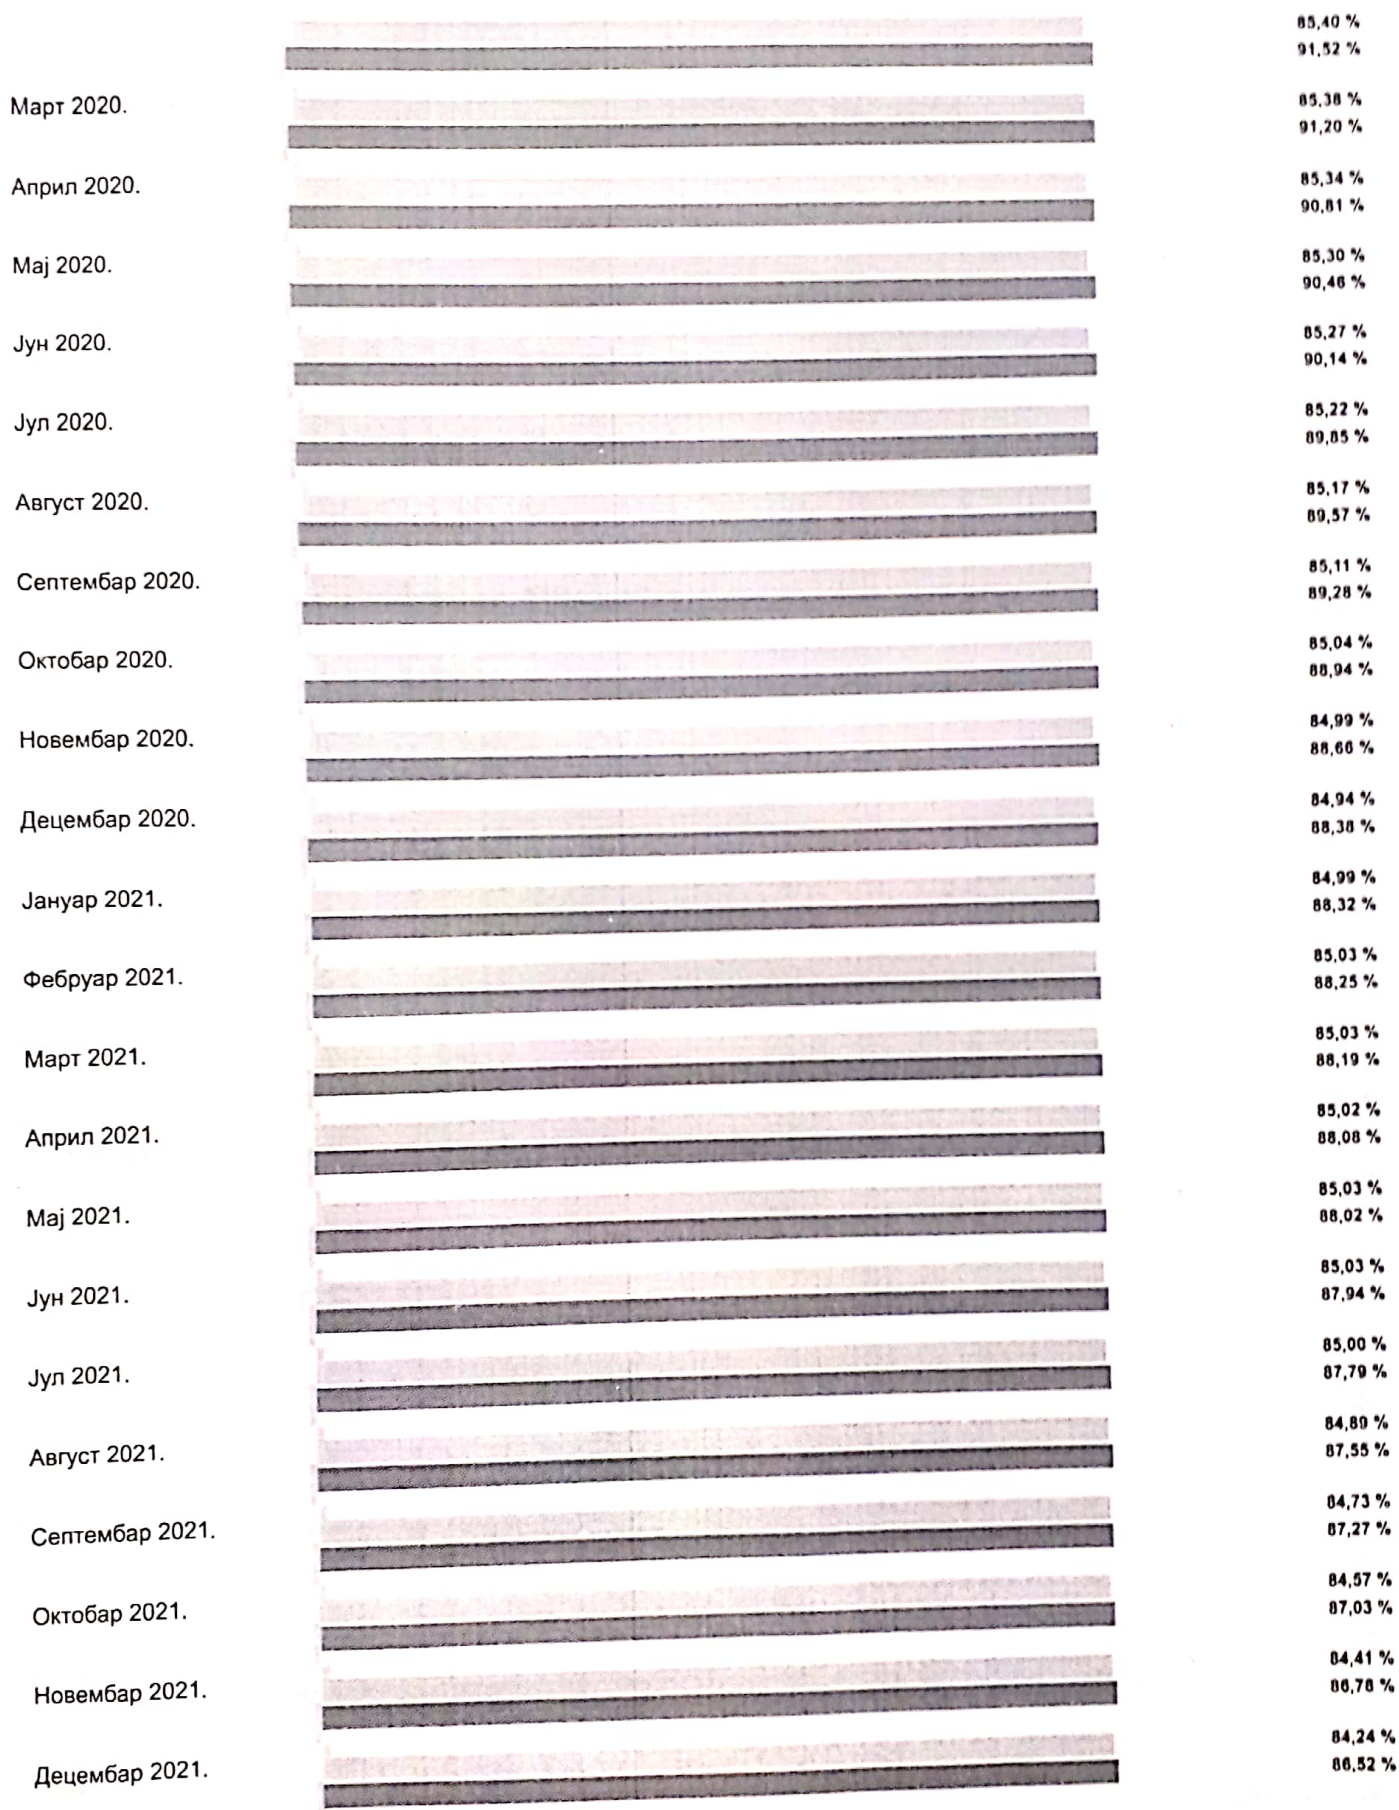 85,40 %
91,52 %
Март 2020.
85,38 %
91,20 %
Април 2020.
85,34 %
90,81 %
Мај 2020.
85,30 %
90,46 %
Јун 2020.
85,27 %
90,14 %
Јул 2020.
85,22 %
89,85 %
Август 2020.
85,17 %
89,57 %
Септембар 2020.
85,11 %
89,28 %
Октобар 2020.
85,04 %
88,94 %
Новембар 2020.
84,99 %
88,66 %
Децембар 2020.
84,94 %
88,38 %
Јануар 2021.
84,99 %
88,32 %
Фебруар 2021.
85,03 %
88,25 %
Март 2021.
85,03 %
88,19 %
Април 2021.
85,02 %
88,08 %
Мај 2021.
85,03 %
88,02 %
Јун 2021.
85,03 %
87,94 %
Јул 2021.
85,00 %
87,79 %
Август 2021.
84,89 %
87,55 %
Септембар 2021.
84,73 %
87,27 %
Октобар 2021.
84,57 %
87,03 %
Новембар 2021.
84,41 %
86,78 %
Децембар 2021.
84,24 %
86,52 %